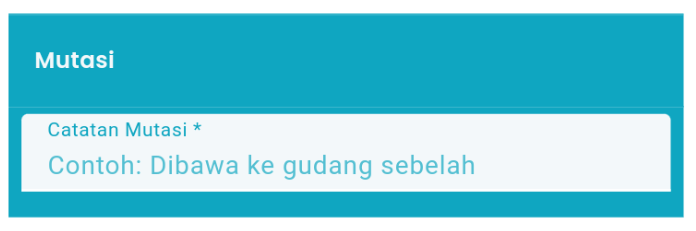 Mutasi
Catatan Mutasi *
Contoh: Dibawa ke gudang sebelah